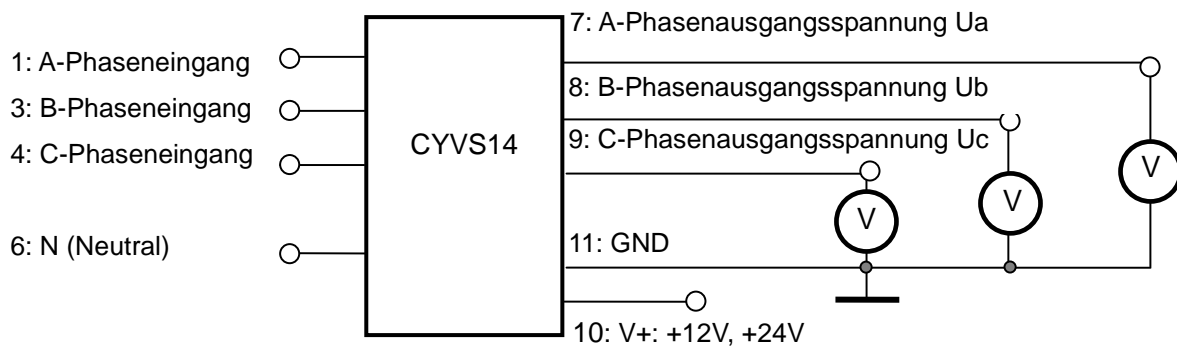 7: A-Phasenausgangsspannung Ua
1: A-Phaseneingang
8: B-Phasenausgangsspannung Ub
3: B-Phaseneingang
CYVS14
9: C-Phasenausgangsspannung Uc
4: C-Phaseneingang
V
V
V
6: N (Neutral)
11: GND
10: V+: +12V, +24V